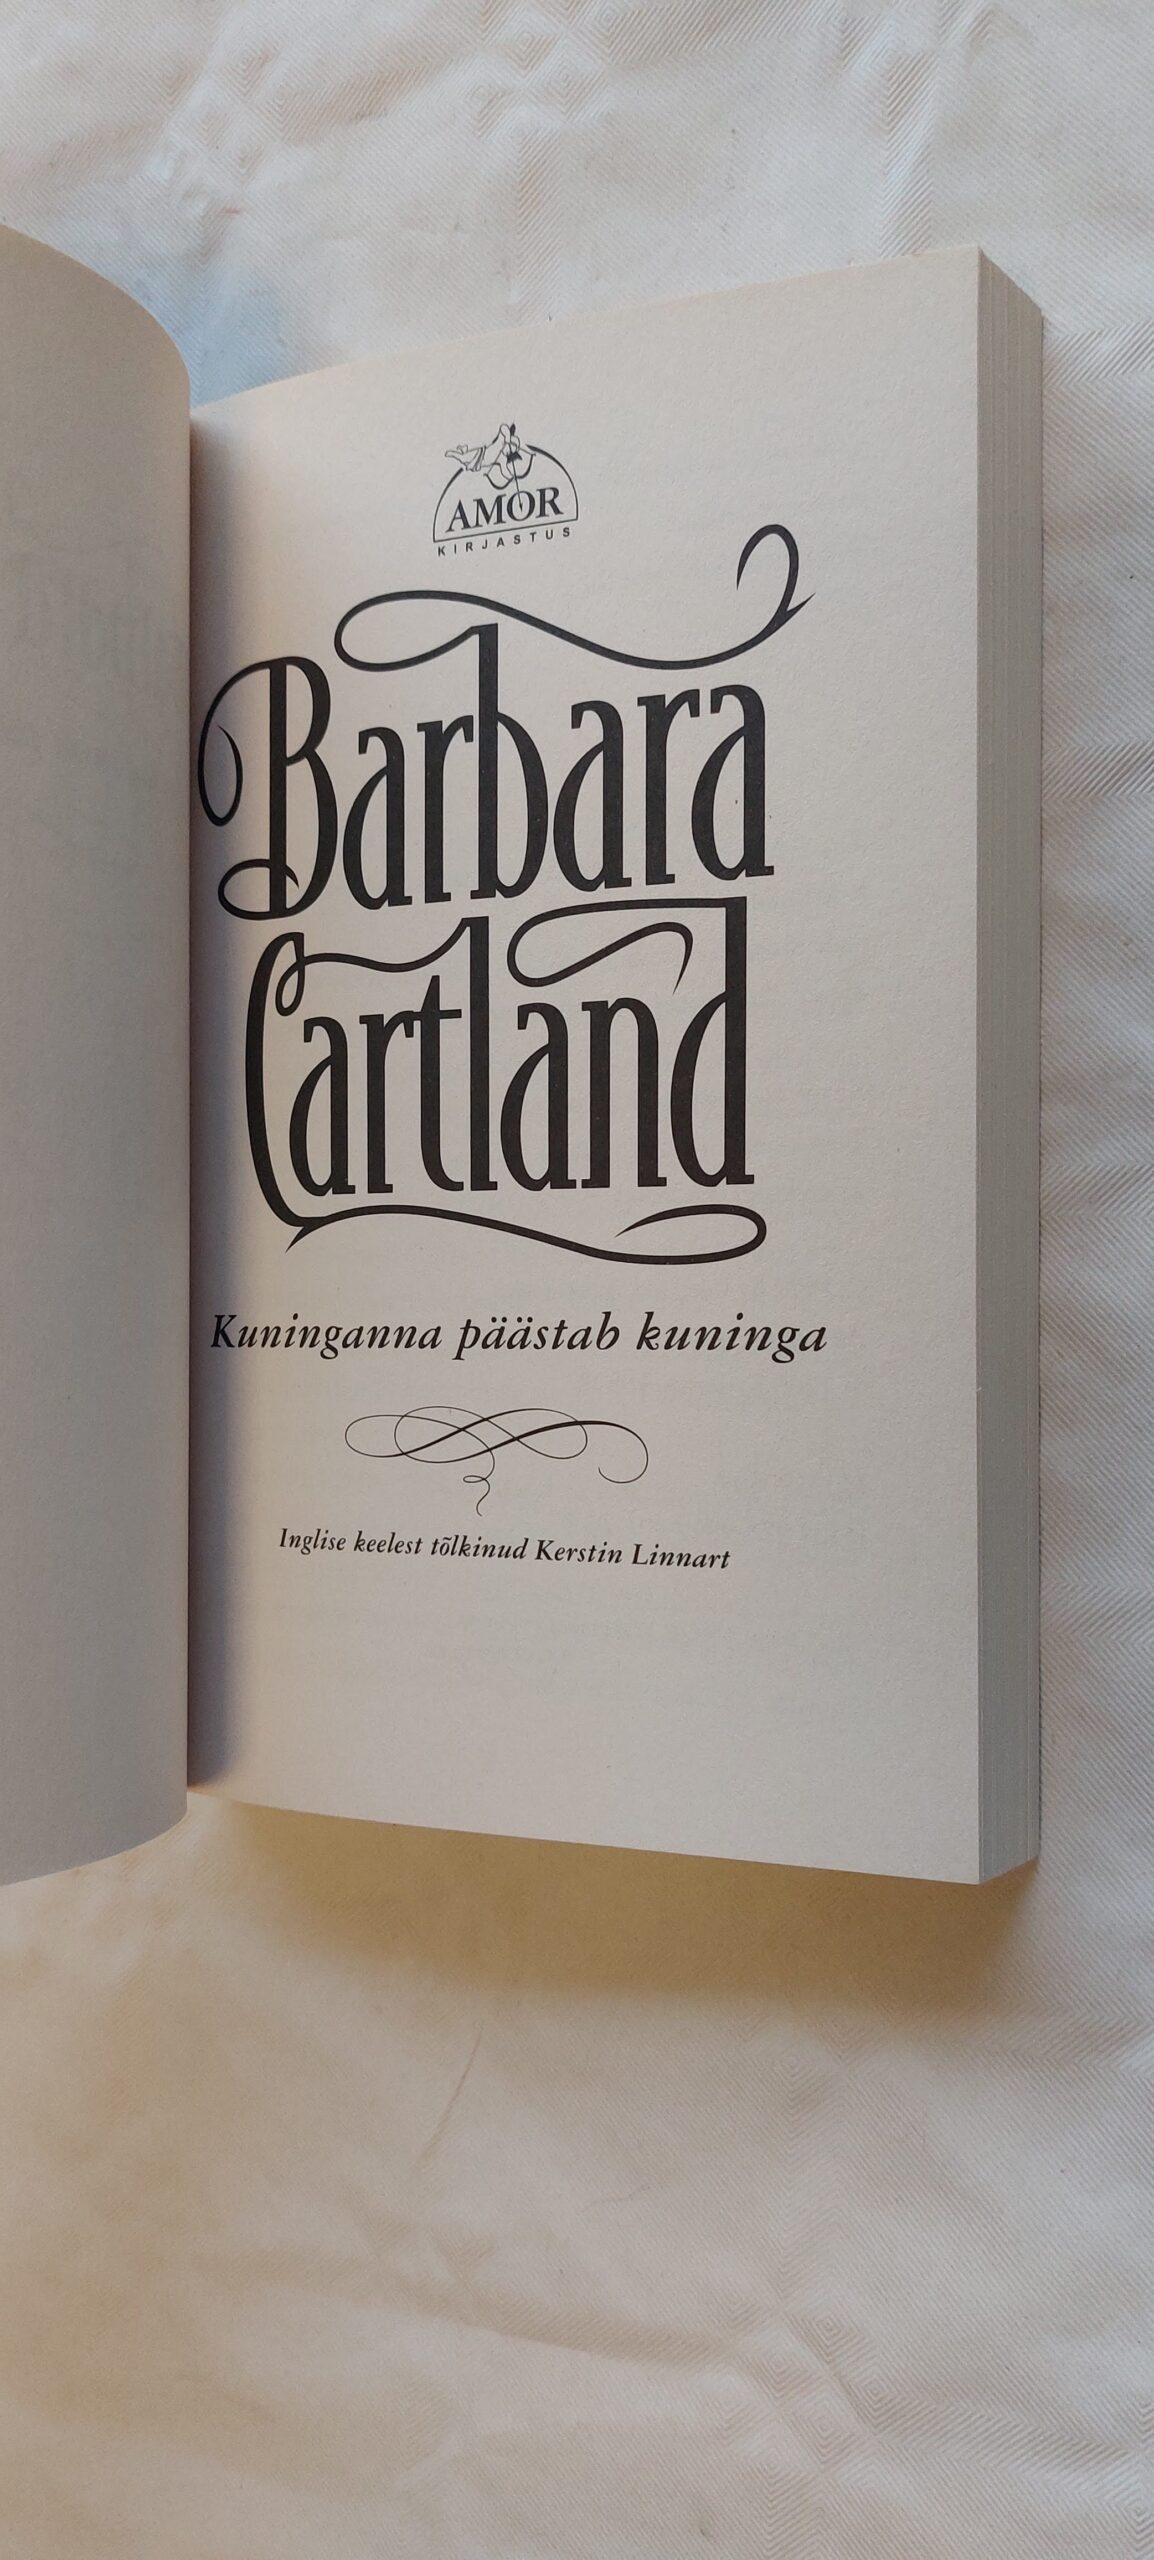 AMOR
KIRJASTUS
Barbara
Cartland
Kuninganna päästab kuninga
Inglise keelest tõlkinud Kerstin Linnart